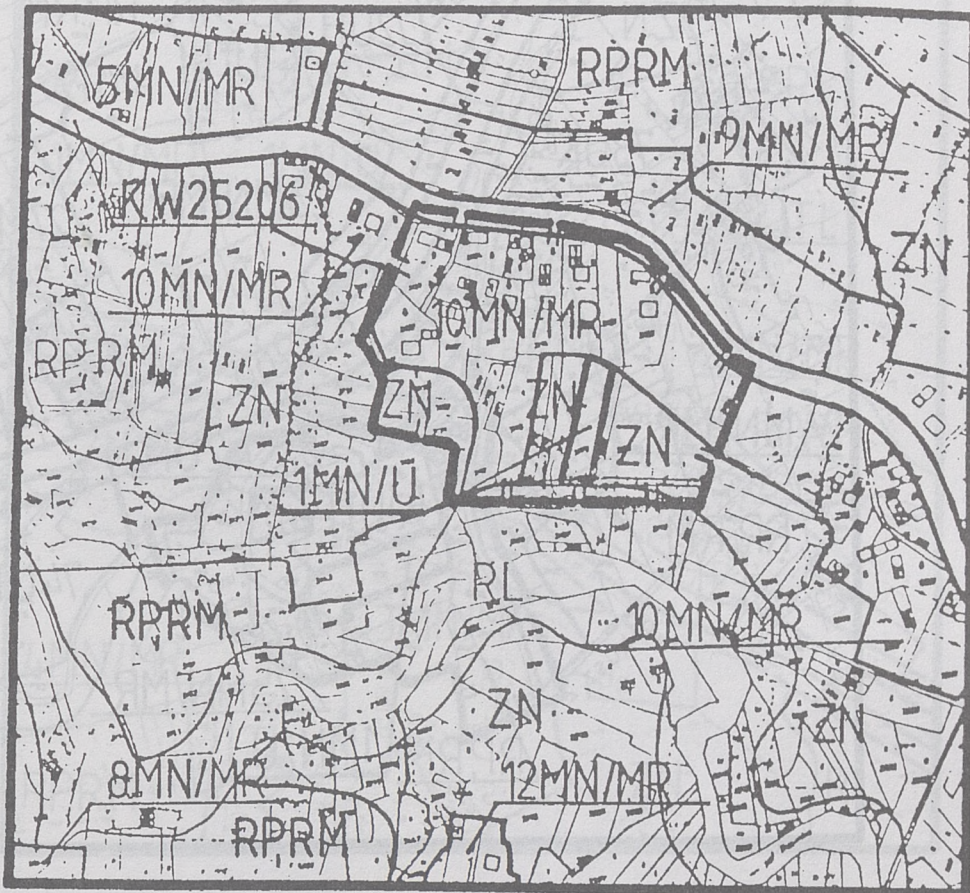 RPRM
5MN/MR
9MN/MR
KW25206
ZN
10MN/MR
10MN/MR
RPRM
ZN
ZN
ZN
ZN
1MN/U
RL
RPRM
10MN/MR
ZN
ZN
8MN/MR
12MN/MR
RPRM